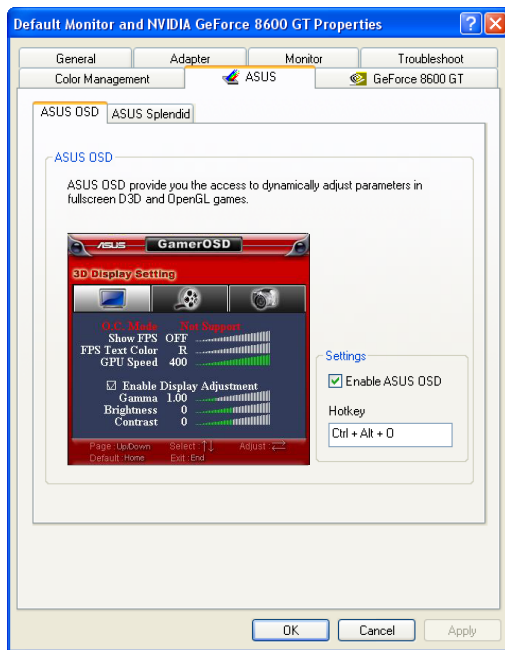 Default Monitor and NVIDIA GeForce 8600 GT Properties
General Adapter Monitor Troubleshoot
Color Management ASUS GeForce 8600 GT
ASUS OSD ASUS Splendid
ASUS OSD
ASUS OSD provide you the access to dynamically adjust parameters in
fullscreen D3D and OpenGL games.
ASUS GamerOSD
3D Display Setting
O.C. Mode Not Support
Show FPS OFF
FPS Text Color R
GPU Speed 400
Enable Display Adjustment
Gamma 1.00
Brightness 0
Contrast 0
Page : Up/Down Select : ↑↓ Adjust : ⇄
Default : Home Exit : End
Settings
Enable ASUS OSD
Hotkey
Ctrl + Alt + O
OK Cancel Apply